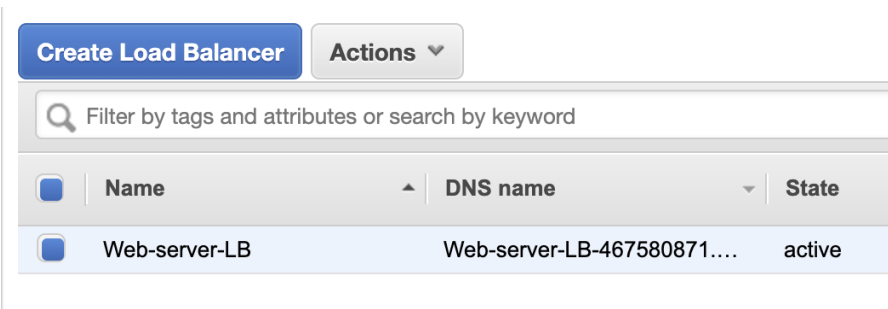 Create Load Balancer Actions
Filter by tags and attributes or search by keyword
Name DNS name State
Web-server-LB Web-server-LB-467580871.... active